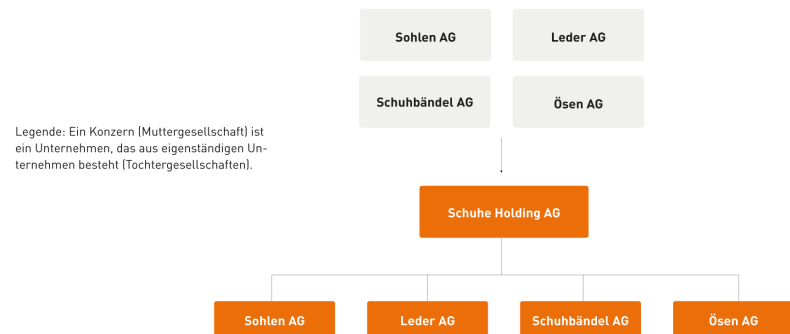 Sohlen AG
Leder AG
Schuhbändel AG
Ösen AG
Legende: Ein Konzern (Muttergesellschaft) ist
ein Unternehmen, das aus eigenständigen Un-
ternehmen besteht (Tochtergesellschaften).
Schuhe Holding AG
Sohlen AG
Leder AG
Schuhbändel AG
Ösen AG